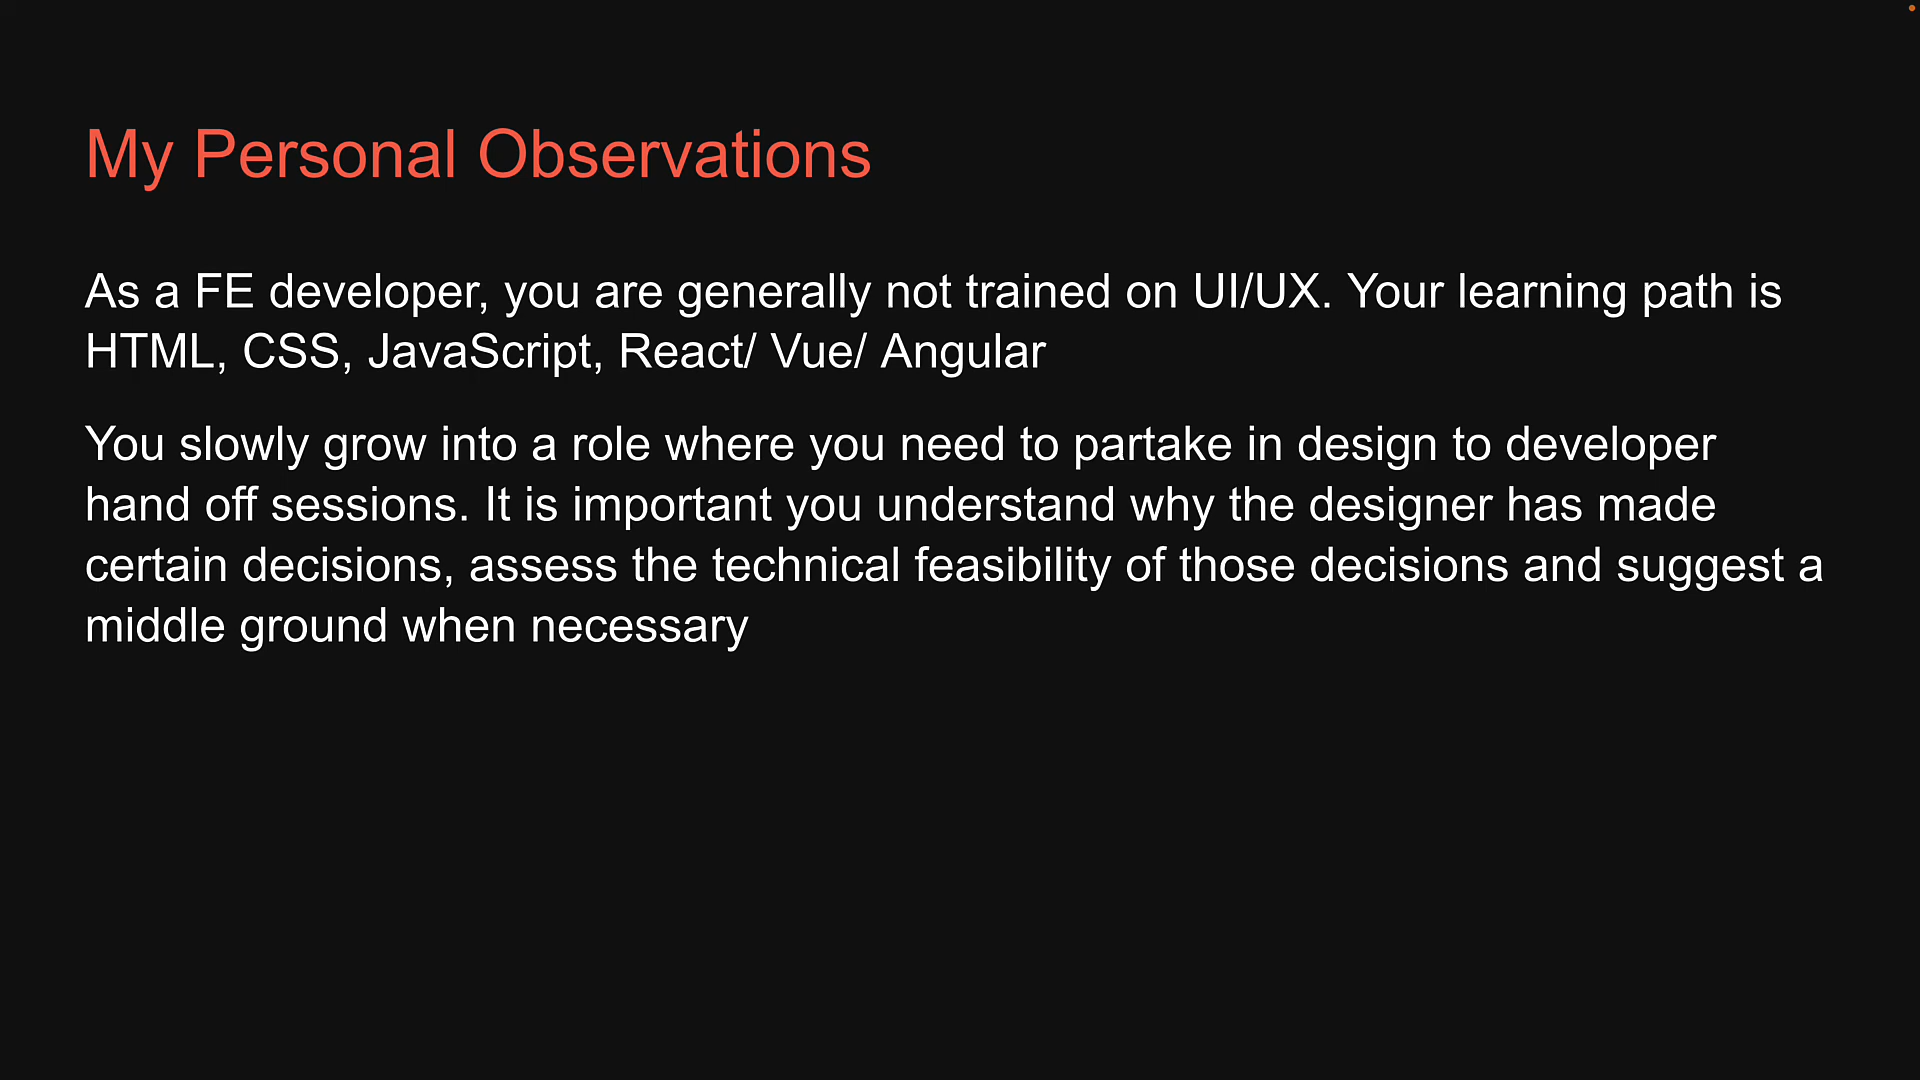 My Personal Observations
As a FE developer, you are generally not trained on UI/UX. Your learning path is
HTML, CSS, JavaScript, React/ Vue/ Angular
You slowly grow into a role where you need to partake in design to developer
hand off sessions. It is important you understand why the designer has made
certain decisions, assess the technical feasibility of those decisions and suggest a
middle ground when necessary